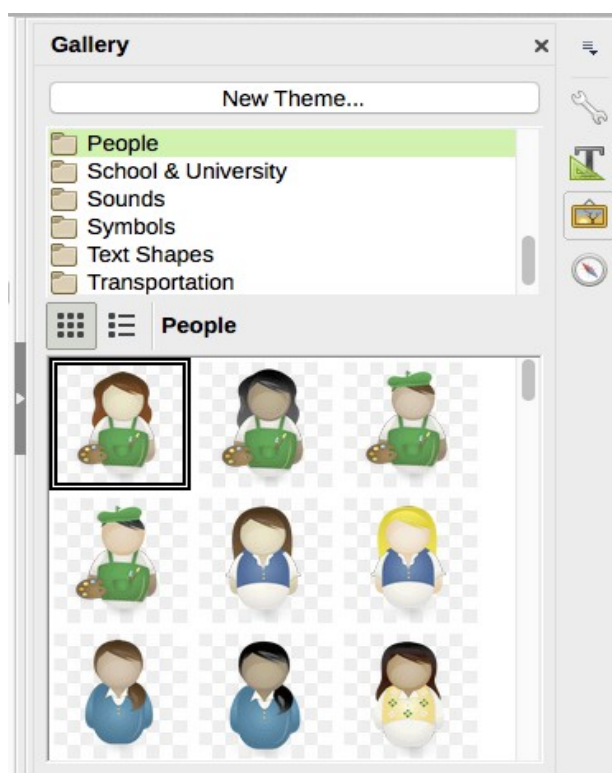 Gallery
New Theme...
People
School & University
Sounds
Symbols
Text Shapes
Transportation
People